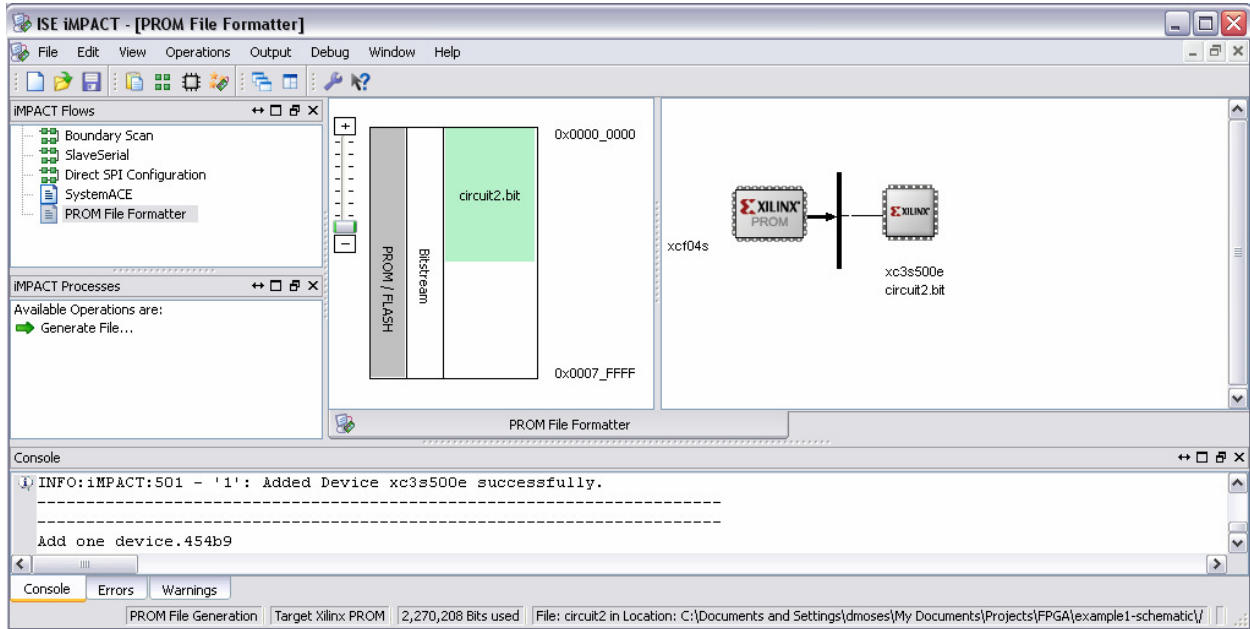 ISE iMPACT - [PROM File Formatter]
File Edit View Operations Output Debug Window Help
iMPACT Flows
Boundary Scan
SlaveSerial
Direct SPI Configuration
SystemACE
PROM File Formatter
iMPACT Processes
Available Operations are:
Generate File...
+
-
PROM / FLASH
Bitstream
circuit2.bit
0x0000_0000
0x0007_FFFF
xcf04s
XILINX
PROM
XILINX
xc3s500e
circuit2.bit
PROM File Formatter
Console
INFO:iMPACT:501 - '1': Added Device xc3s500e successfully.
----------------------------------------------------------------------
----------------------------------------------------------------------
Add one device.454b9
Console Errors Warnings
PROM File Generation Target Xilinx PROM 2,270,208 Bits used File: circuit2 in Location: C:\Documents and Settings\dmoses\My Documents\Projects\FPGA\example1-schematic\/